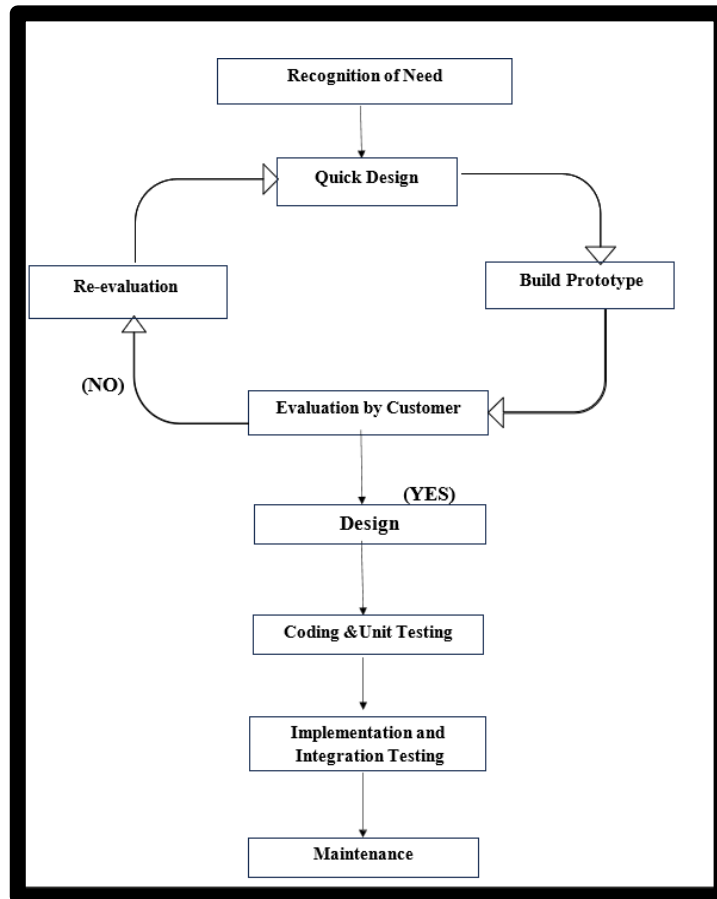 Recognition of Need
Quick Design
Re-evaluation
Build Prototype
(NO)
Evaluation by Customer
(YES)
Design
Coding &Unit Testing
Implementation and
Integration Testing
Maintenance